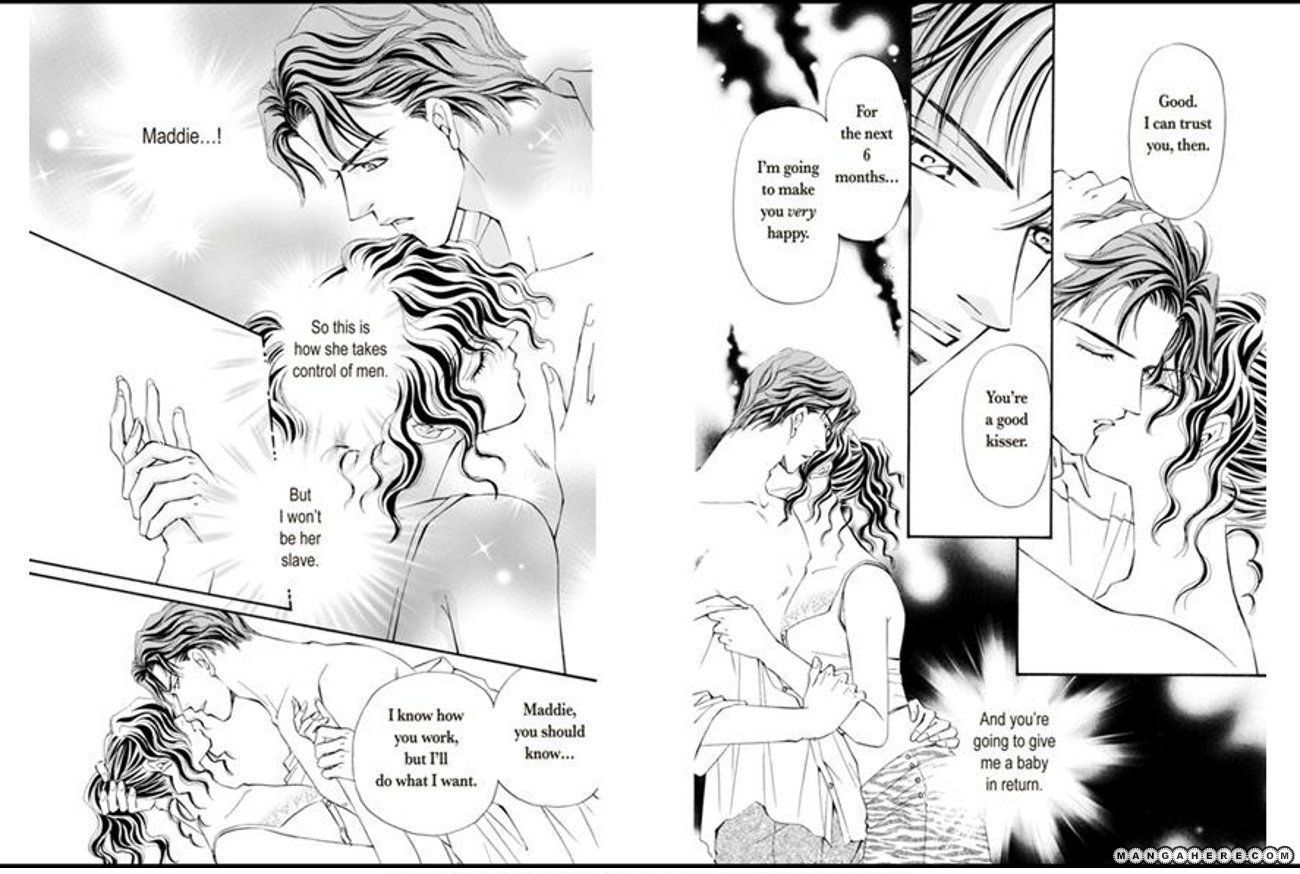 Good.
I can trust
you, then.
You're
a good
kisser.
For
the next
6
months...
I'm going
to make
you very
happy.
And you're
going to give
me a baby
in return.
Maddie...!
So this is
how she takes
control of men.
But
I won't
be her
slave.
Maddie,
you should
know...
I know how
you work,
but I'll
do what I want.
MANGAHERE.COM